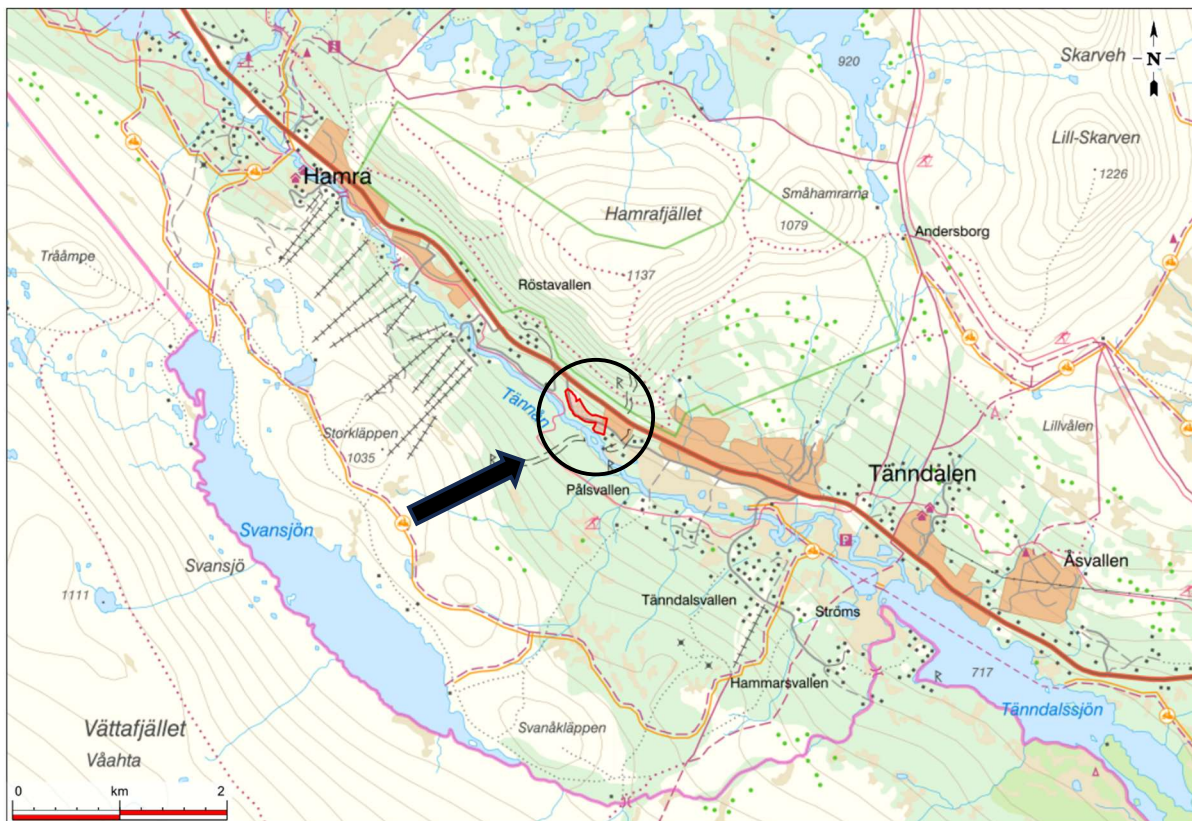 920
Skarveh
N
Lill-Skarven
1226
Hamra
Småhamrarna
Hamrafjället
1079
Andersborg
Tråämpe
1137
Röstavallen
R
Tännån
Storkläppen
1035
Lillvålen
R
R
Tänndalen
Pålsvallen
Svansjön
P
Svansjö
Åsvallen
1111
Tänndalsvallen
Ströms
717
R
Hammarsvallen
Tänndalssjön
Vättafjället
Svanåkläppen
Våahta
0 km 2